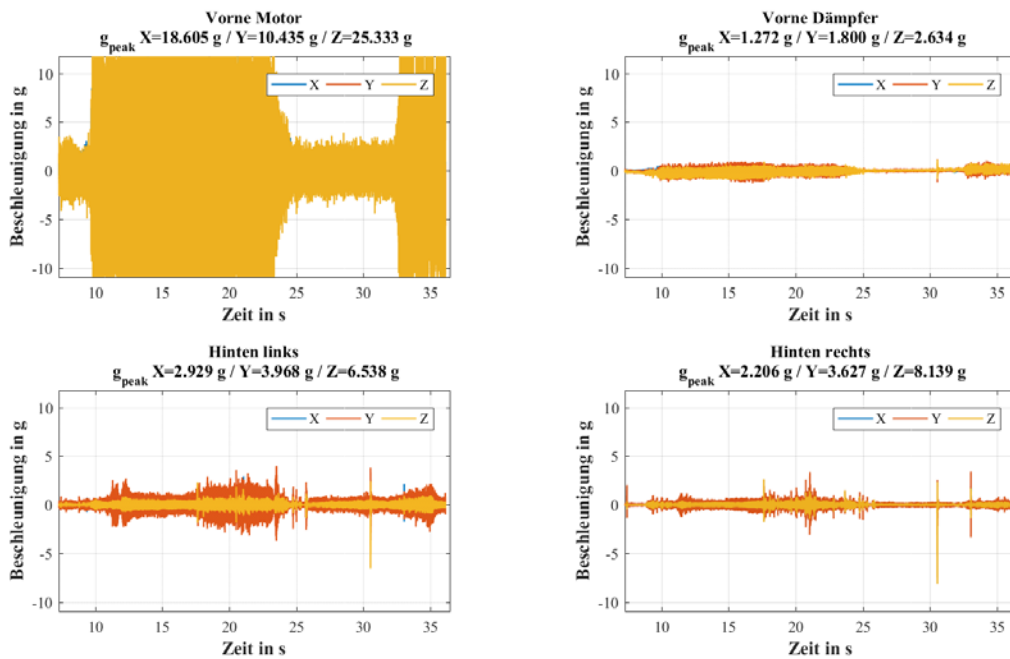 Vorne Motor
g_peak X=18.605 g / Y=10.435 g / Z=25.333 g
10
5
0
-5
-10
Beschleunigung in g
X Y Z
10 15 20 25 30 35
Zeit in s
Vorne Dämpfer
g_peak X=1.272 g / Y=1.800 g / Z=2.634 g
10
5
0
-5
-10
Beschleunigung in g
X Y Z
10 15 20 25 30 35
Zeit in s
Hinten links
g_peak X=2.929 g / Y=3.968 g / Z=6.538 g
10
5
0
-5
-10
Beschleunigung in g
X Y Z
10 15 20 25 30 35
Zeit in s
Hinten rechts
g_peak X=2.206 g / Y=3.627 g / Z=8.139 g
10
5
0
-5
-10
Beschleunigung in g
X Y Z
10 15 20 25 30 35
Zeit in s